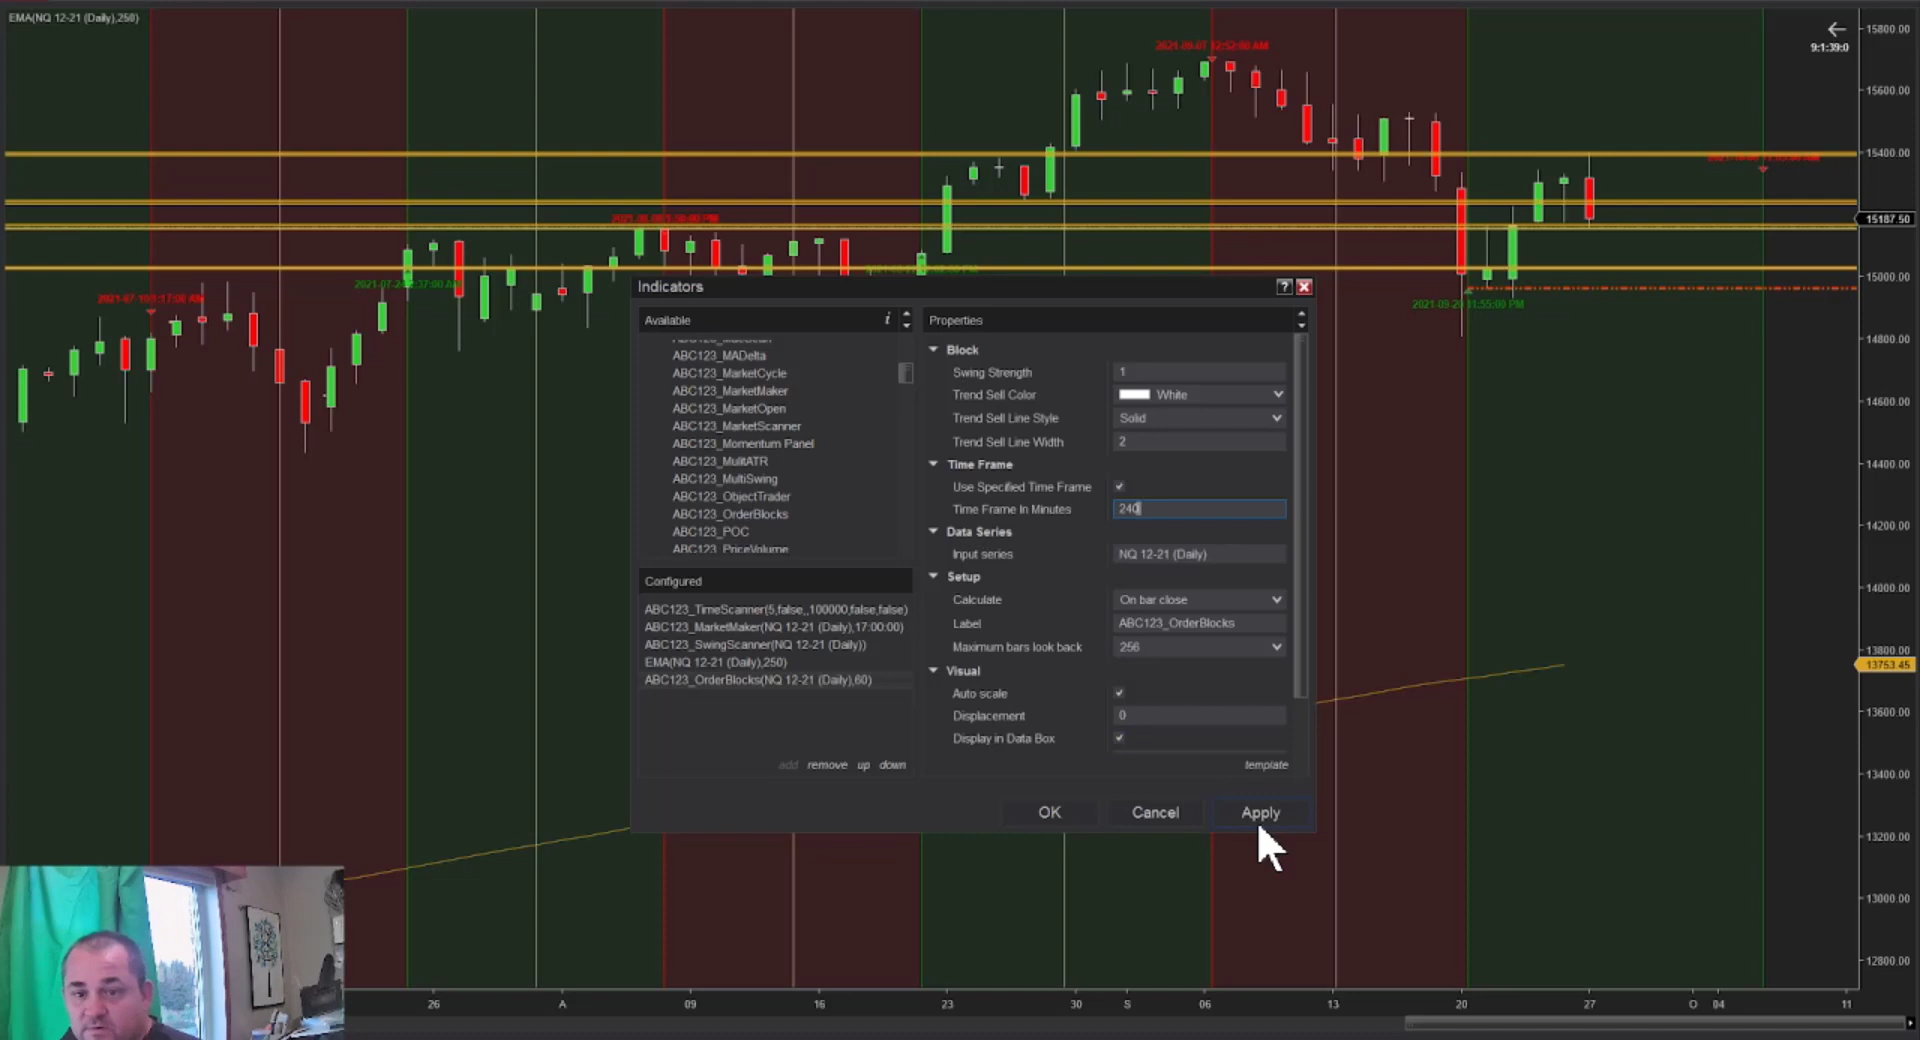 EMA(NQ 12-21 (Daily),250)
9:1:39:0
15800.00
15600.00
15400.00
15187.50
15000.00
14800.00
14600.00
14400.00
14200.00
14000.00
13800.00
13753.45
13600.00
13400.00
13200.00
13000.00
12800.00
Indicators
?
Available
i
ABC123_MADelta
ABC123_MarketCycle
ABC123_MarketMaker
ABC123_MarketOpen
ABC123_MarketScanner
ABC123_Momentum Panel
ABC123_MulitATR
ABC123_MultiSwing
ABC123_ObjectTrader
ABC123_OrderBlocks
ABC123_POC
ABC123_PriceVolume
Configured
ABC123_TimeScanner(5,false,,100000,false,false)
ABC123_MarketMaker(NQ 12-21 (Daily),17:00:00)
ABC123_SwingScanner(NQ 12-21 (Daily))
EMA(NQ 12-21 (Daily),250)
ABC123_OrderBlocks(NQ 12-21 (Daily),60)
add remove up down
Properties
Block
Swing Strength 1
Trend Sell Color White
Trend Sell Line Style Solid
Trend Sell Line Width 2
Time Frame
Use Specified Time Frame
Time Frame In Minutes 240
Data Series
Input series NQ 12-21 (Daily)
Setup
Calculate On bar close
Label ABC123_OrderBlocks
Maximum bars look back 256
Visual
Auto scale
Displacement 0
Display in Data Box
template
OK Cancel Apply
26 A 09 16 23 30 S 06 13 20 27 O 04 11